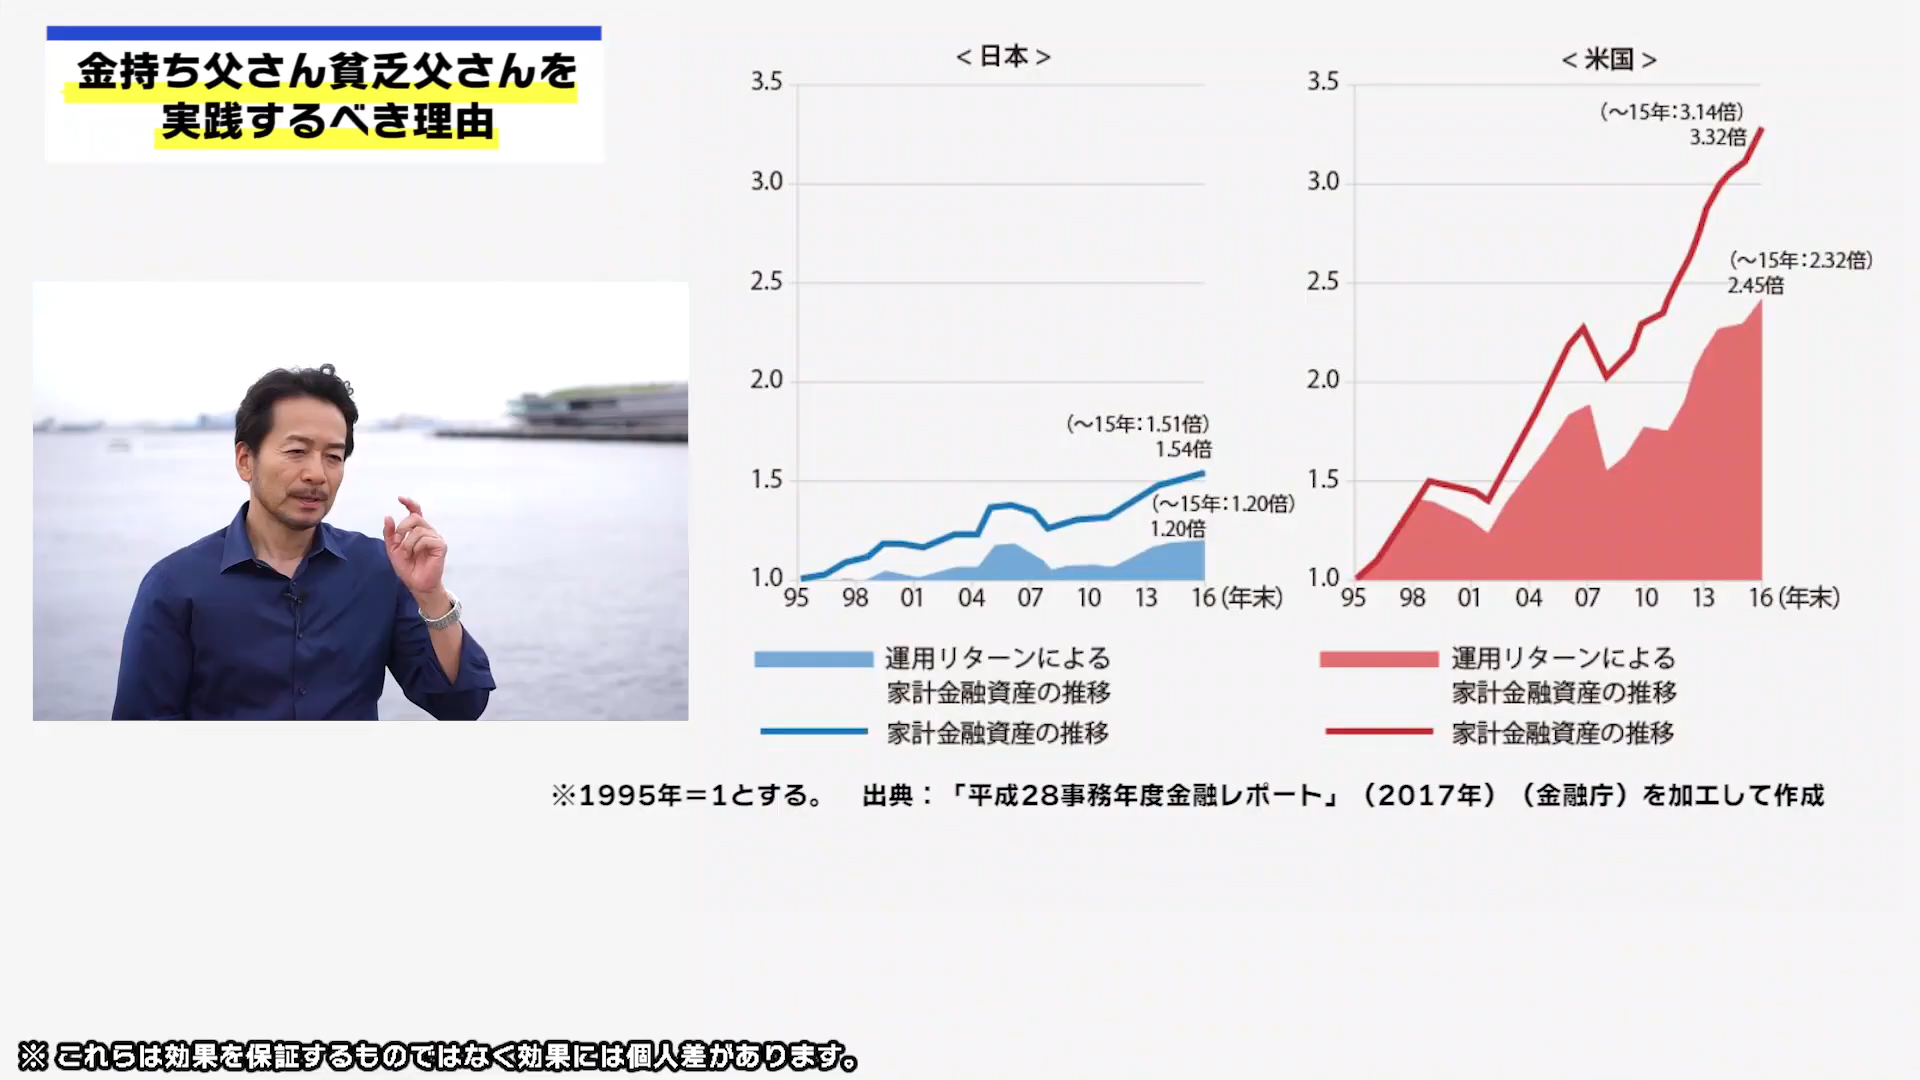 金持ち父さん貧乏父さんを
実践するべき理由
＜日本＞
3.5
3.0
2.5
2.0
1.5
1.0
(～15年：1.51倍)
1.54倍
(～15年：1.20倍)
1.20倍
95 98 01 04 07 10 13 16(年末)
運用リターンによる
家計金融資産の推移
家計金融資産の推移
＜米国＞
3.5
3.0
2.5
2.0
1.5
1.0
(～15年：3.14倍)
3.32倍
(～15年：2.32倍)
2.45倍
95 98 01 04 07 10 13 16(年末)
運用リターンによる
家計金融資産の推移
家計金融資産の推移
※1995年＝1とする。　出典：「平成28事務年度金融レポート」（2017年）（金融庁）を加工して作成
※ これらは効果を保証するものではなく効果には個人差があります。